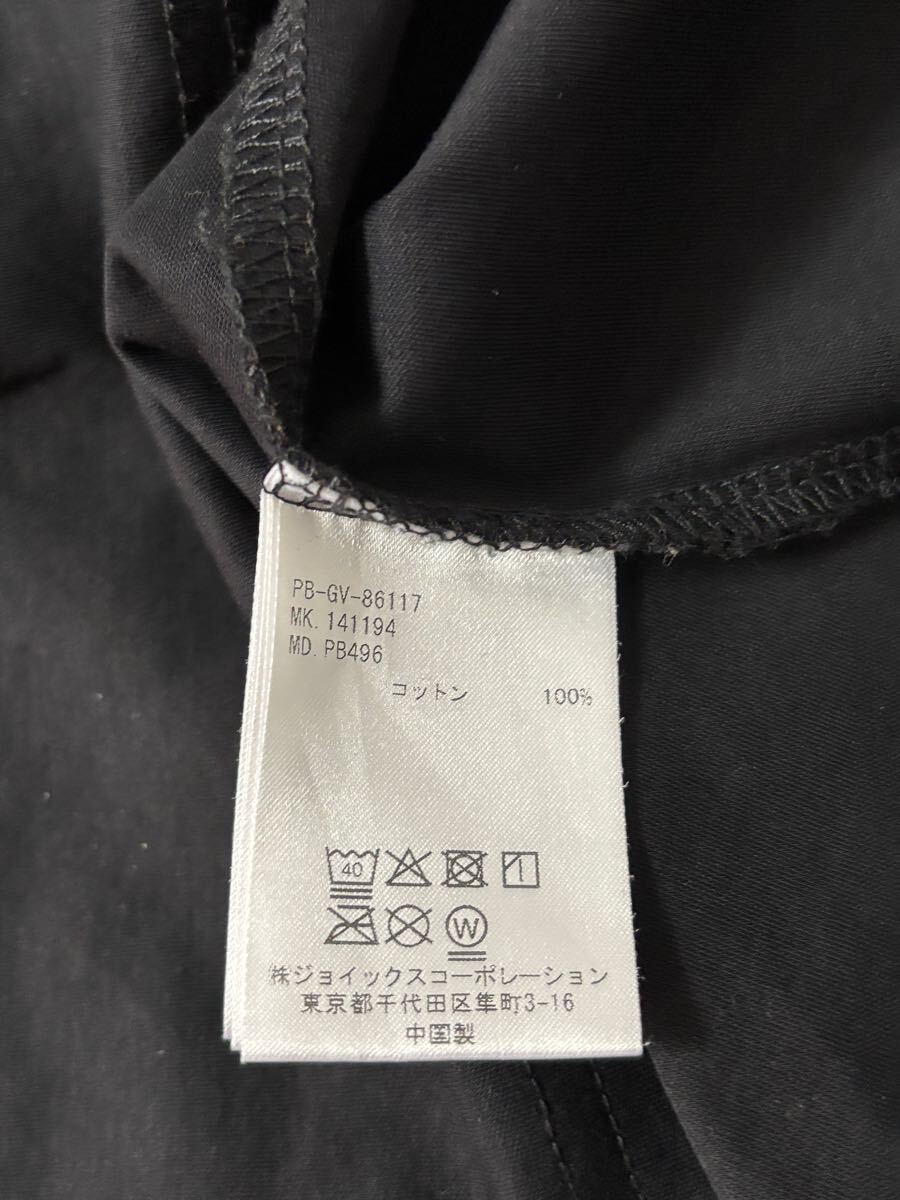 PB-GV-86117
MK. 141194
MD. PB496
コットン 100%
40
W
㈱ジョイックスコーポレーション
東京都千代田区隼町3-16
中国製